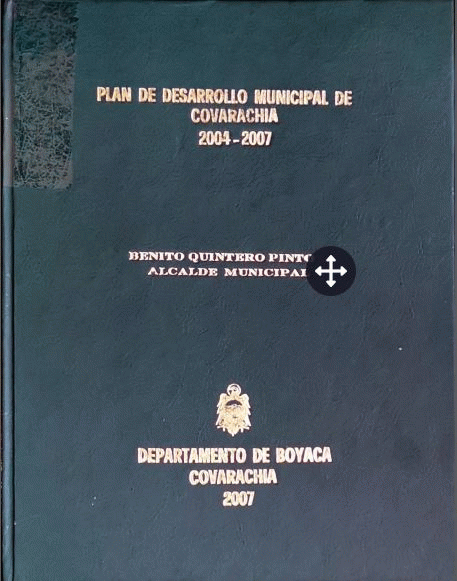 PLAN DE DESARROLLO MUNICIPAL DE
COVARACHIA
2004-2007
BENITO QUINTERO PINTO
ALCALDE MUNICIPAL
DEPARTAMENTO DE BOYACA
COVARACHIA
2007